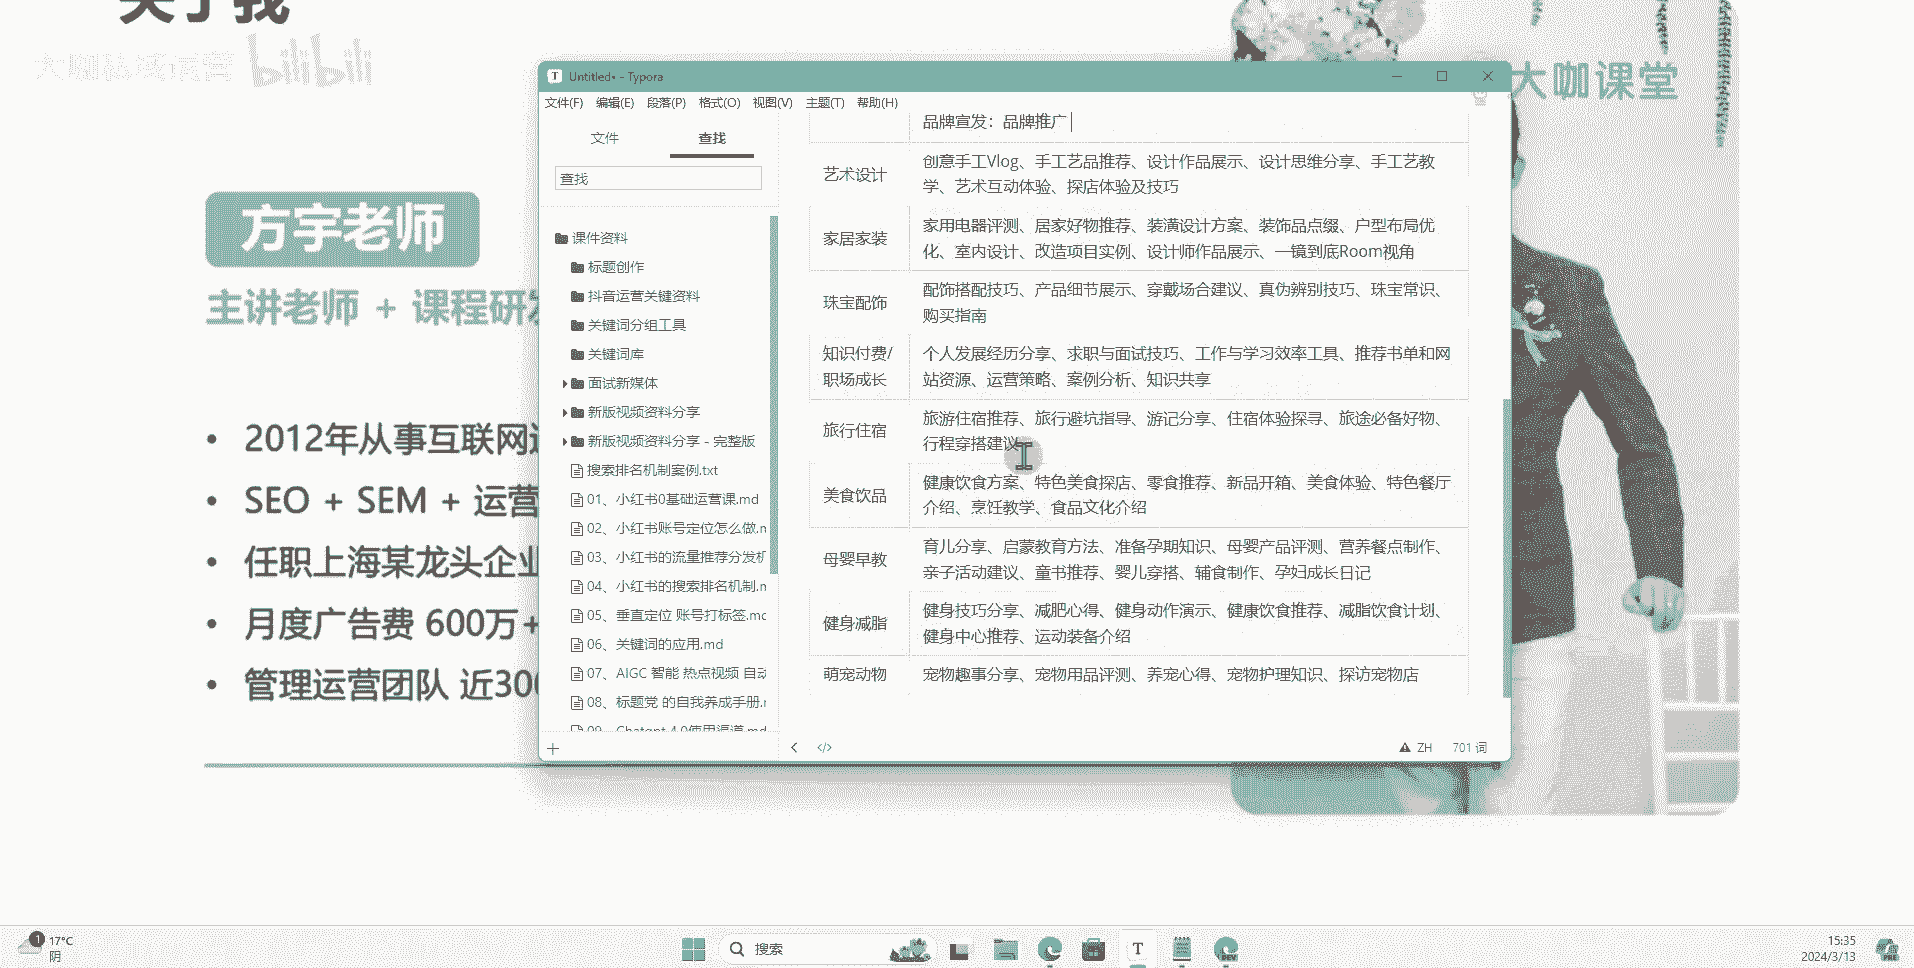 关于我
大咖私域运营 bilibili
大咖课堂
方宇老师
主讲老师 + 课程研发
2012年从事互联网
SEO + SEM + 运营
任职上海某龙头企业
月度广告费 600万+
管理运营团队 近300
Untitled• - Typora
文件(F) 编辑(E) 段落(P) 格式(O) 视图(V) 主题(T) 帮助(H)
文件 查找
查找
课件资料
标题创作
抖音运营关键资料
关键词分组工具
关键词库
面试新媒体
新版视频资料分享
新版视频资料分享 - 完整版
搜索排名机制案例.txt
01、小红书0基础运营课.md
02、小红书账号定位怎么做.m
03、小红书的流量推荐分发机
04、小红书的搜索排名机制.m
05、垂直定位 账号打标签.md
06、关键词的应用.md
07、AIGC 智能 热点视频 自动
08、标题党 的自我养成手册.m
09、Chatgpt 4.0使用渠道.md
品牌宣发：品牌推广
艺术设计
创意手工Vlog、手工艺品推荐、设计作品展示、设计思维分享、手工艺教
学、艺术互动体验、探店体验及技巧
家居家装
家用电器评测、居家好物推荐、装潢设计方案、装饰品点缀、户型布局优
化、室内设计、改造项目实例、设计师作品展示、一镜到底Room视角
珠宝配饰
配饰搭配技巧、产品细节展示、穿戴场合建议、真伪辨别技巧、珠宝常识、
购买指南
知识付费/
职场成长
个人发展经历分享、求职与面试技巧、工作与学习效率工具、推荐书单和网
站资源、运营策略、案例分析、知识共享
旅行住宿
旅游住宿推荐、旅行避坑指导、游记分享、住宿体验探寻、旅途必备好物、
行程穿搭建议
美食饮品
健康饮食方案、特色美食探店、零食推荐、新品开箱、美食体验、特色餐厅
介绍、烹饪教学、食品文化介绍
母婴早教
育儿分享、启蒙教育方法、准备孕期知识、母婴产品评测、营养餐点制作、
亲子活动建议、童书推荐、婴儿穿搭、辅食制作、孕妇成长日记
健身减脂
健身技巧分享、减肥心得、健身动作演示、健康饮食推荐、减脂饮食计划、
健身中心推荐、运动装备介绍
萌宠动物
宠物趣事分享、宠物用品评测、养宠心得、宠物护理知识、探访宠物店
ZH 701 词
1 17°C
阴
搜索
15:35
2024/3/13